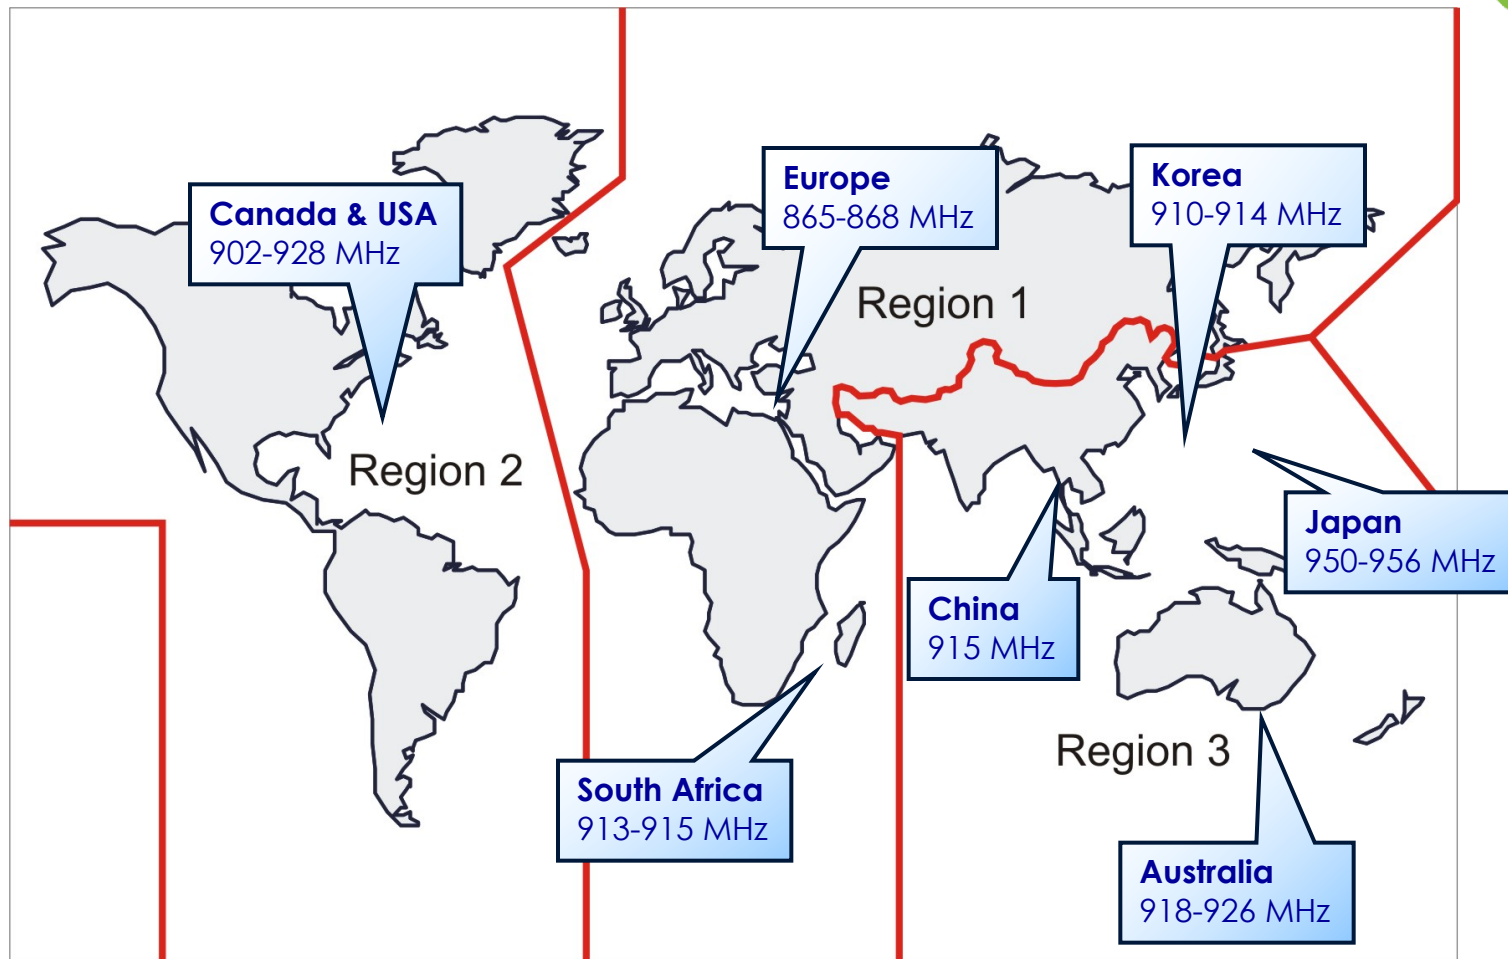 Canada & USA
902-928 MHz
Europe
865-868 MHz
Korea
910-914 MHz
Region 1
Region 2
Japan
950-956 MHz
China
915 MHz
Region 3
South Africa
913-915 MHz
Australia
918-926 MHz